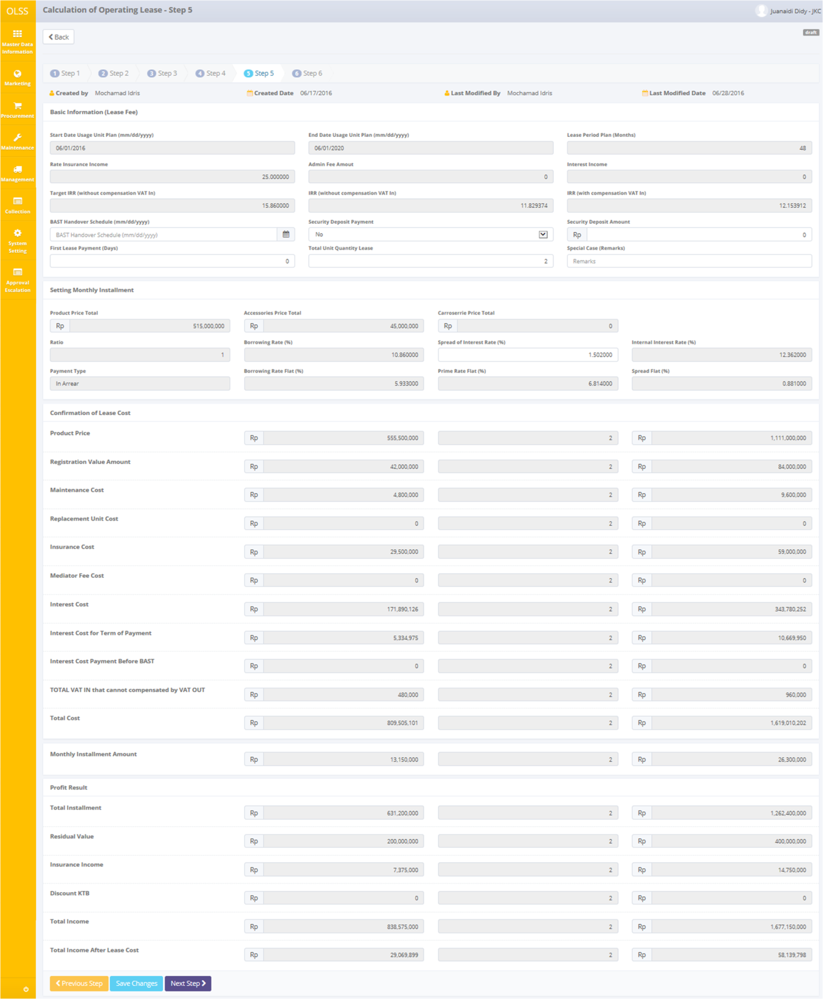 OLSS
Calculation of Operating Lease - Step 5
Juanaidi Didy - JKC
Master Data
Information
Marketing
Procurement
Maintenance
Management
Collection
System
Setting
Approval
Escalation
Back
draft
1 Step 1 2 Step 2 3 Step 3 4 Step 4 5 Step 5 6 Step 6
Created by Mochamad Idris Created Date 06/17/2016 Last Modified By Mochamad Idris Last Modified Date 06/28/2016
Basic Information (Lease Fee)
Start Date Usage Unit Plan (mm/dd/yyyy) End Date Usage Unit Plan (mm/dd/yyyy) Lease Period Plan (Months)
06/01/2016 06/01/2020 48
Rate Insurance Income Admin Fee Amout Interest Income
25.000000 0 0
Target IRR (without compensation VAT In) IRR (without compensation VAT In) IRR (with compensation VAT In)
15.860000 11.829374 12.153912
BAST Handover Schedule (mm/dd/yyyy) Security Deposit Payment Security Deposit Amount
BAST Handover Schedule (mm/dd/yyyy) No Rp 0
First Lease Payment (Days) Total Unit Quantity Lease Special Case (Remarks)
0 2 Remarks
Setting Monthly Installment
Product Price Total Accessories Price Total Carroserrie Price Total
Rp 515,000,000 Rp 45,000,000 Rp 0
Ratio Borrowing Rate (%) Spread of Interest Rate (%) Internal Interest Rate (%)
1 10.860000 1.502000 12.362000
Payment Type Borrowing Rate Flat (%) Prime Rate Flat (%) Spread Flat (%)
In Arrear 5.933000 6.814000 0.881000
Confirmation of Lease Cost
Product Price Rp 555,500,000 2 Rp 1,111,000,000
Registration Value Amount Rp 42,000,000 2 Rp 84,000,000
Maintenance Cost Rp 4,800,000 2 Rp 9,600,000
Replacement Unit Cost Rp 0 2 Rp 0
Insurance Cost Rp 29,500,000 2 Rp 59,000,000
Mediator Fee Cost Rp 0 2 Rp 0
Interest Cost Rp 171,890,126 2 Rp 343,780,252
Interest Cost for Term of Payment Rp 5,334,975 2 Rp 10,669,950
Interest Cost Payment Before BAST Rp 0 2 Rp 0
TOTAL VAT IN that cannot compensated by VAT OUT Rp 480,000 2 Rp 960,000
Total Cost Rp 809,505,101 2 Rp 1,619,010,202
Monthly Installment Amount Rp 13,150,000 2 Rp 26,300,000
Profit Result
Total Installment Rp 631,200,000 2 Rp 1,262,400,000
Residual Value Rp 200,000,000 2 Rp 400,000,000
Insurance Income Rp 7,375,000 2 Rp 14,750,000
Discount KTB Rp 0 2 Rp 0
Total Income Rp 838,575,000 2 Rp 1,677,150,000
Total Income After Lease Cost Rp 29,069,899 2 Rp 58,139,798
Previous Step Save Changes Next Step